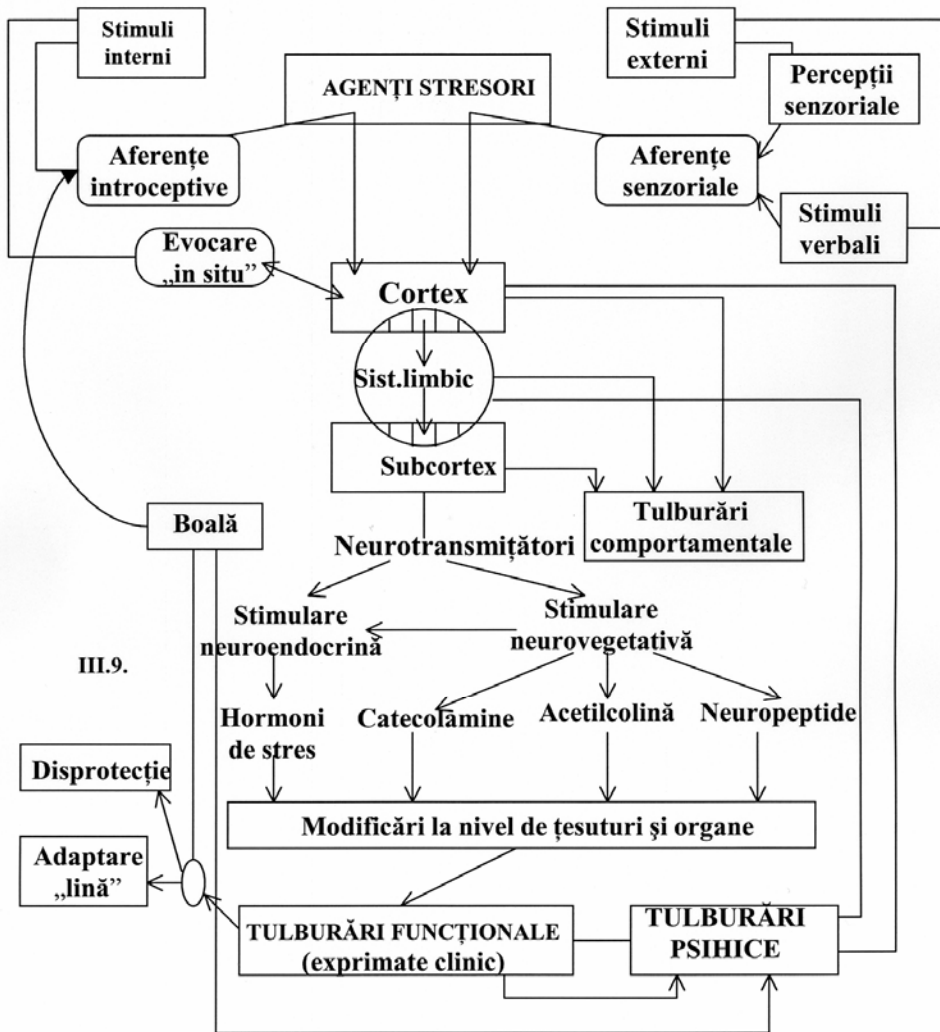 Stimuli
interni
Stimuli
externi
AGENȚI STRESORI
Percepții
senzoriale
Aferențe
introceptive
Aferențe
senzoriale
Stimuli
verbali
Evocare
„in situ”
Cortex
Sist.limbic
Subcortex
Boală
Tulburări
comportamentale
Neurotransmițători
Stimulare
neuroendocrină
Stimulare
neurovegetativă
III.9.
Hormoni
de stres
Catecolamine
Acetilcolină
Neuropeptide
Disprotecție
Modificări la nivel de țesuturi și organe
Adaptare
„lină”
TULBURĂRI FUNCȚIONALE
(exprimate clinic)
TULBURĂRI
PSIHICE